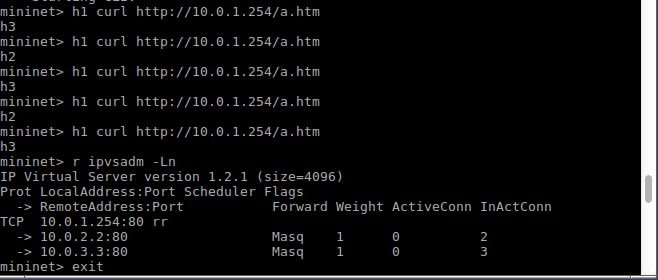 mininet> h1 curl http://10.0.1.254/a.htm
h3
mininet> h1 curl http://10.0.1.254/a.htm
h2
mininet> h1 curl http://10.0.1.254/a.htm
h3
mininet> h1 curl http://10.0.1.254/a.htm
h2
mininet> h1 curl http://10.0.1.254/a.htm
h3
mininet> r ipvsadm -Ln
IP Virtual Server version 1.2.1 (size=4096)
Prot LocalAddress:Port Scheduler Flags
  -> RemoteAddress:Port           Forward Weight ActiveConn InActConn
TCP  10.0.1.254:80 rr
  -> 10.0.2.2:80                  Masq    1      0          2
  -> 10.0.3.3:80                  Masq    1      0          3
mininet> exit